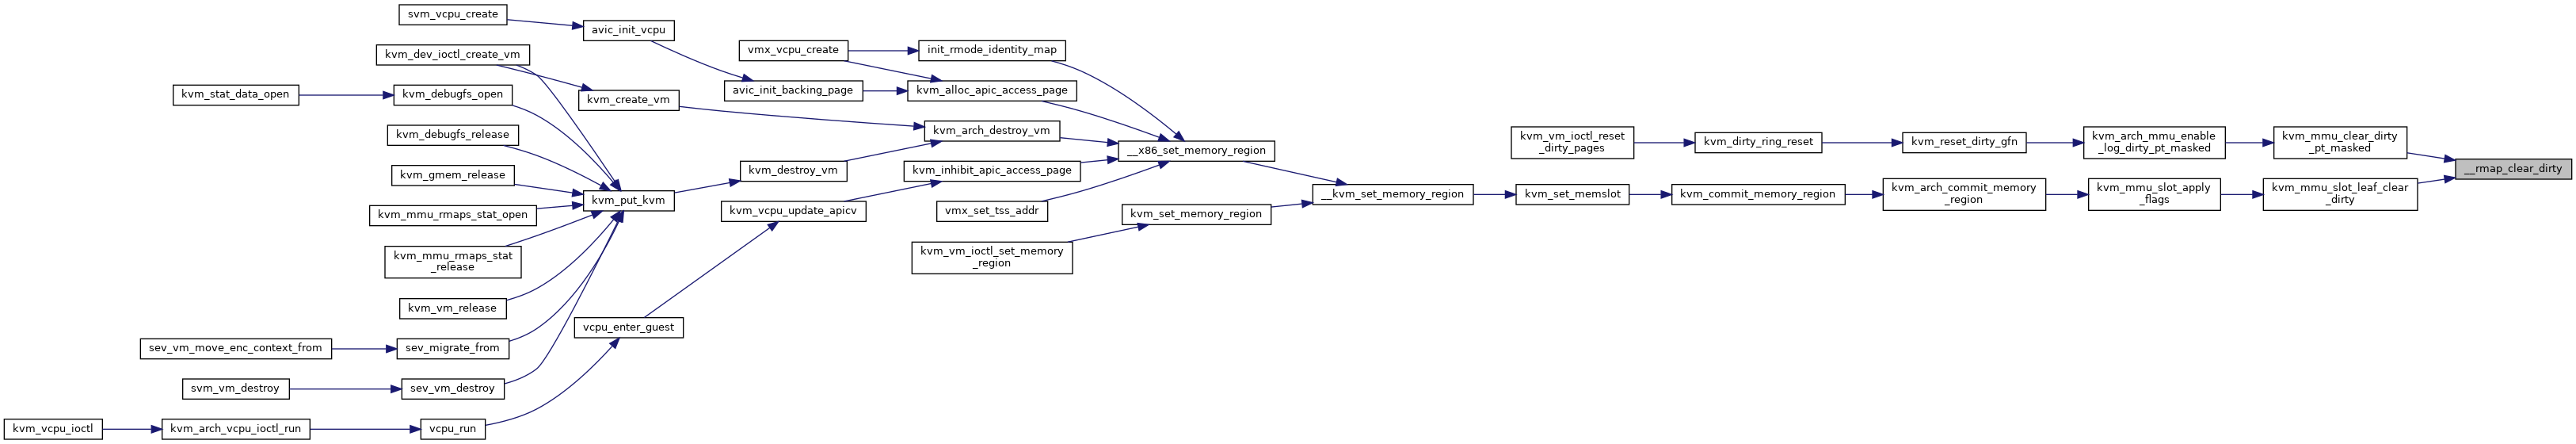 svm_vcpu_create
avic_init_vcpu
kvm_dev_ioctl_create_vm
vmx_vcpu_create
init_rmode_identity_map
kvm_stat_data_open
kvm_debugfs_open
kvm_create_vm
avic_init_backing_page
kvm_alloc_apic_access_page
kvm_debugfs_release
kvm_arch_destroy_vm
__x86_set_memory_region
kvm_vm_ioctl_reset
_dirty_pages
kvm_dirty_ring_reset
kvm_reset_dirty_gfn
kvm_arch_mmu_enable
_log_dirty_pt_masked
kvm_mmu_clear_dirty
_pt_masked
__rmap_clear_dirty
kvm_gmem_release
kvm_destroy_vm
kvm_inhibit_apic_access_page
kvm_put_kvm
kvm_mmu_rmaps_stat_open
kvm_vcpu_update_apicv
vmx_set_tss_addr
kvm_set_memory_region
__kvm_set_memory_region
kvm_set_memslot
kvm_commit_memory_region
kvm_arch_commit_memory
_region
kvm_mmu_slot_apply
_flags
kvm_mmu_slot_leaf_clear
_dirty
kvm_mmu_rmaps_stat
_release
kvm_vm_ioctl_set_memory
_region
kvm_vm_release
vcpu_enter_guest
sev_vm_move_enc_context_from
sev_migrate_from
svm_vm_destroy
sev_vm_destroy
kvm_vcpu_ioctl
kvm_arch_vcpu_ioctl_run
vcpu_run